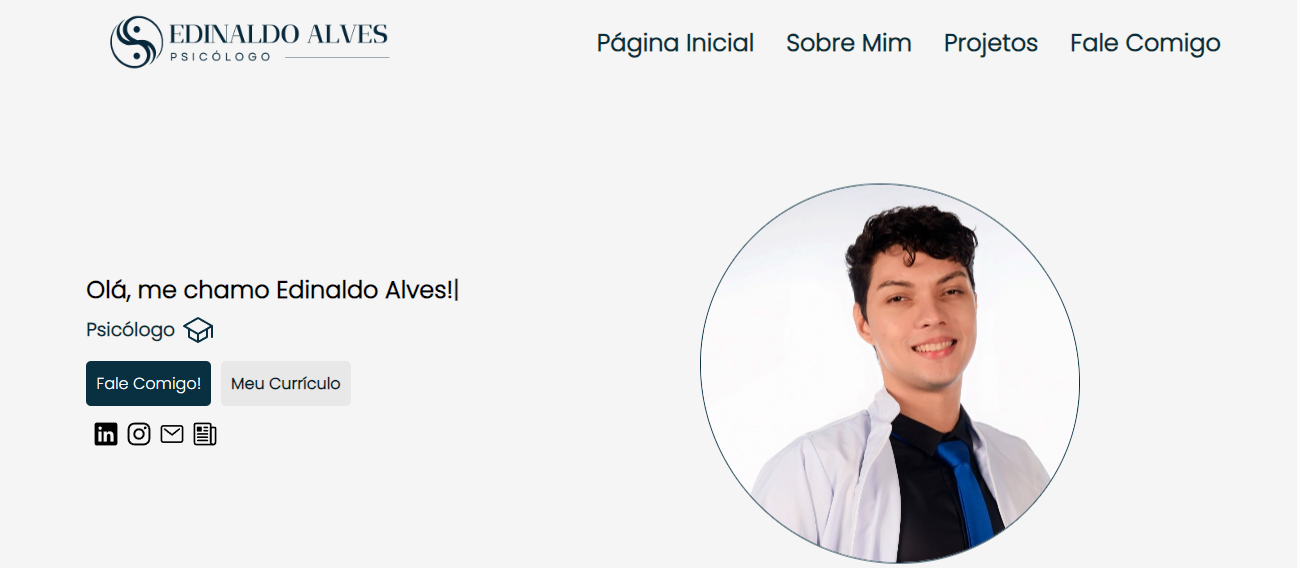 EDINALDO ALVES
PSICÓLOGO
Página Inicial Sobre Mim Projetos Fale Comigo
Olá, me chamo Edinaldo Alves!|
Psicólogo
Fale Comigo! Meu Currículo
in